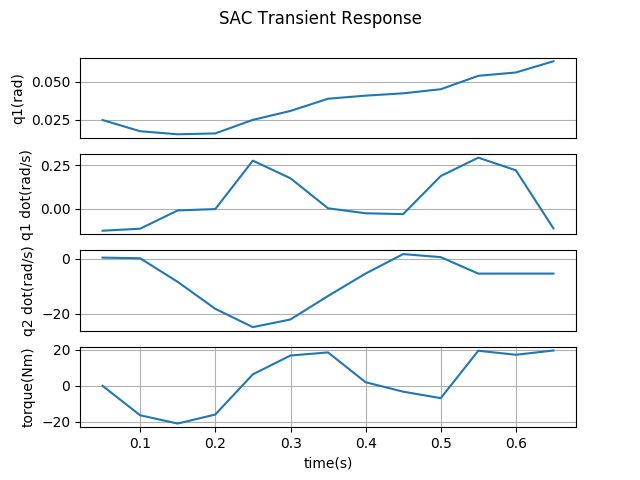 SAC Transient Response
q1(rad)
0.050
0.025
q1 dot(rad/s)
0.25
0.00
q2 dot(rad/s)
0
−20
torque(Nm)
20
0
−20
0.1 0.2 0.3 0.4 0.5 0.6
time(s)